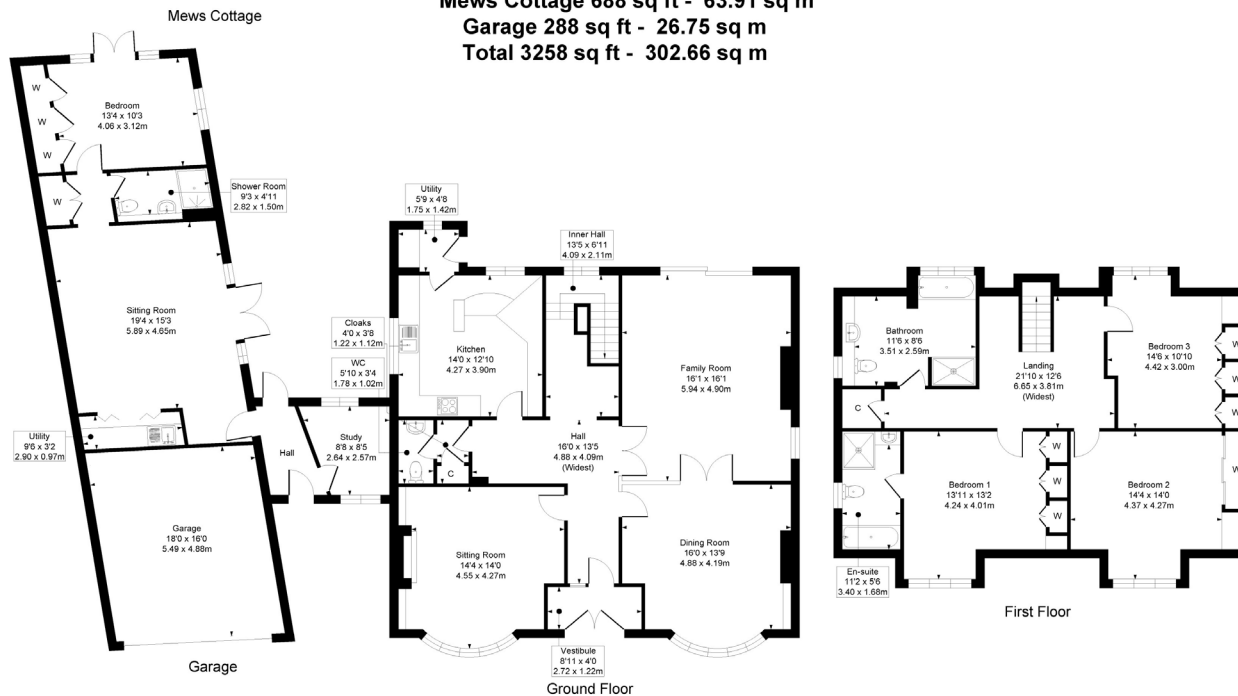 Mews Cottage 688 sq ft - 63.91 sq m
Garage 288 sq ft - 26.75 sq m
Total 3258 sq ft - 302.66 sq m
Mews Cottage
W
W
W
W
Bedroom
13'4 x 10'3
4.06 x 3.12m
Shower Room
9'3 x 4'11
2.82 x 1.50m
Sitting Room
19'4 x 15'3
5.89 x 4.65m
Utility
9'6 x 3'2
2.90 x 0.97m
Hall
Study
8'8 x 8'5
2.64 x 2.57m
Garage
18'0 x 16'0
5.49 x 4.88m
Garage
Utility
5'9 x 4'8
1.75 x 1.42m
Inner Hall
13'5 x 6'11
4.09 x 2.11m
Cloaks
4'0 x 3'8
1.22 x 1.12m
WC
5'10 x 3'4
1.78 x 1.02m
Kitchen
14'0 x 12'10
4.27 x 3.90m
Family Room
16'1 x 16'1
5.94 x 4.90m
Hall
16'0 x 13'5
4.88 x 4.09m
(Widest)
C
Sitting Room
14'4 x 14'0
4.55 x 4.27m
Dining Room
16'0 x 13'9
4.88 x 4.19m
Vestibule
8'11 x 4'0
2.72 x 1.22m
Ground Floor
Bathroom
11'6 x 8'6
3.51 x 2.59m
Landing
21'10 x 12'6
6.65 x 3.81m
(Widest)
Bedroom 3
14'6 x 10'10
4.42 x 3.00m
W
W
W
C
Bedroom 1
13'11 x 13'2
4.24 x 4.01m
W
W
W
Bedroom 2
14'4 x 14'0
4.37 x 4.27m
W
En-suite
11'2 x 5'6
3.40 x 1.68m
First Floor